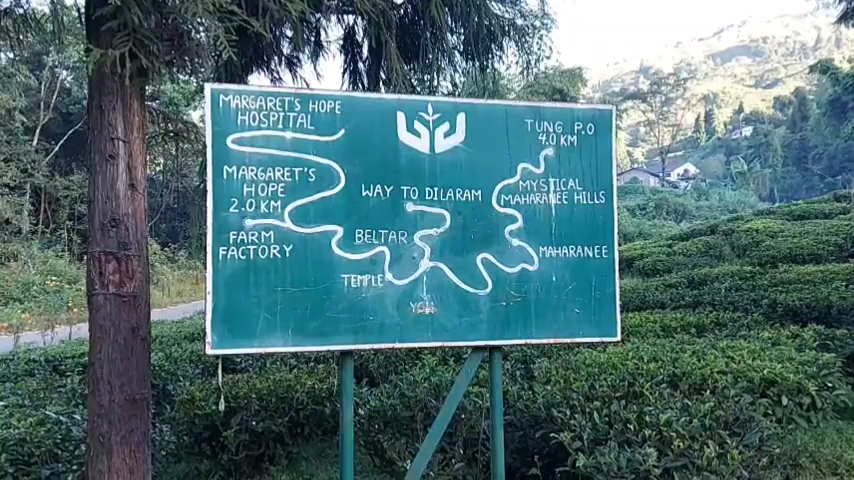 MARGARET'S HOPE
HOSPITAL
MARGARET'S
HOPE
2.0 KM
FARM
FACTORY
WAY TO DILARAM
BELTAR
TEMPLE
YOU
TUNG P.O
4.0 KM
MYSTICAL
MAHARANEE HILLS
MAHARANEE